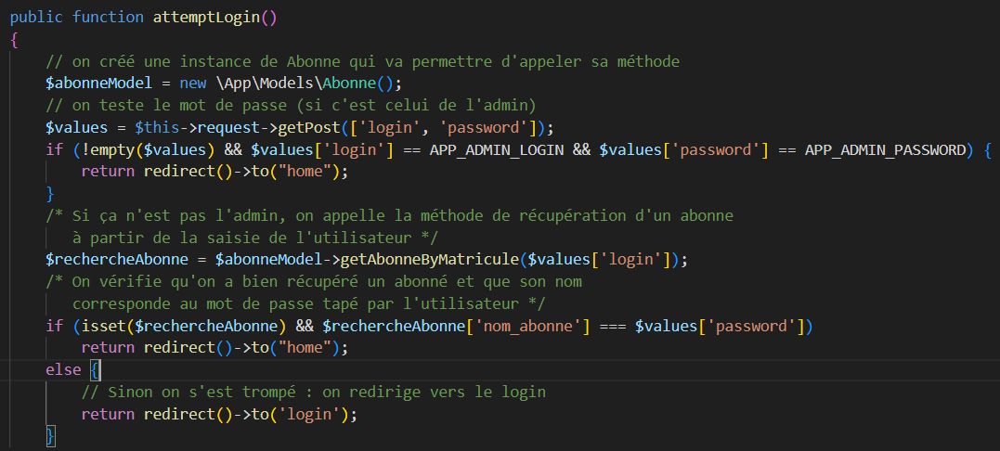 public function attemptLogin()
{
// on créé une instance de Abonne qui va permettre d'appeler sa méthode
$abonneModel = new \App\Models\Abonne();
// on teste le mot de passe (si c'est celui de l'admin)
$values = $this->request->getPost(['login', 'password']);
if (!empty($values) && $values['login'] == APP_ADMIN_LOGIN && $values['password'] == APP_ADMIN_PASSWORD) {
return redirect()->to("home");
}
/* Si ça n'est pas l'admin, on appelle la méthode de récupération d'un abonne
à partir de la saisie de l'utilisateur */
$rechercheAbonne = $abonneModel->getAbonneByMatricule($values['login']);
/* On vérifie qu'on a bien récupéré un abonné et que son nom
corresponde au mot de passe tapé par l'utilisateur */
if (isset($rechercheAbonne) && $rechercheAbonne['nom_abonne'] === $values['password'])
return redirect()->to("home");
else {
// Sinon on s'est trompé : on redirige vers le login
return redirect()->to('login');
}